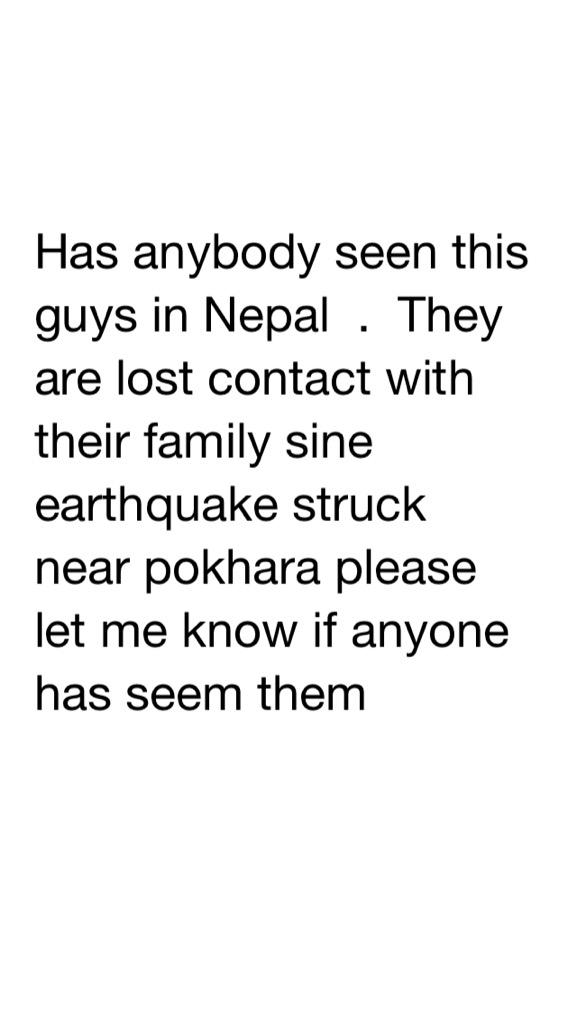 Has anybody seen this
guys in Nepal  .  They
are lost contact with
their family sine
earthquake struck
near pokhara please
let me know if anyone
has seem them